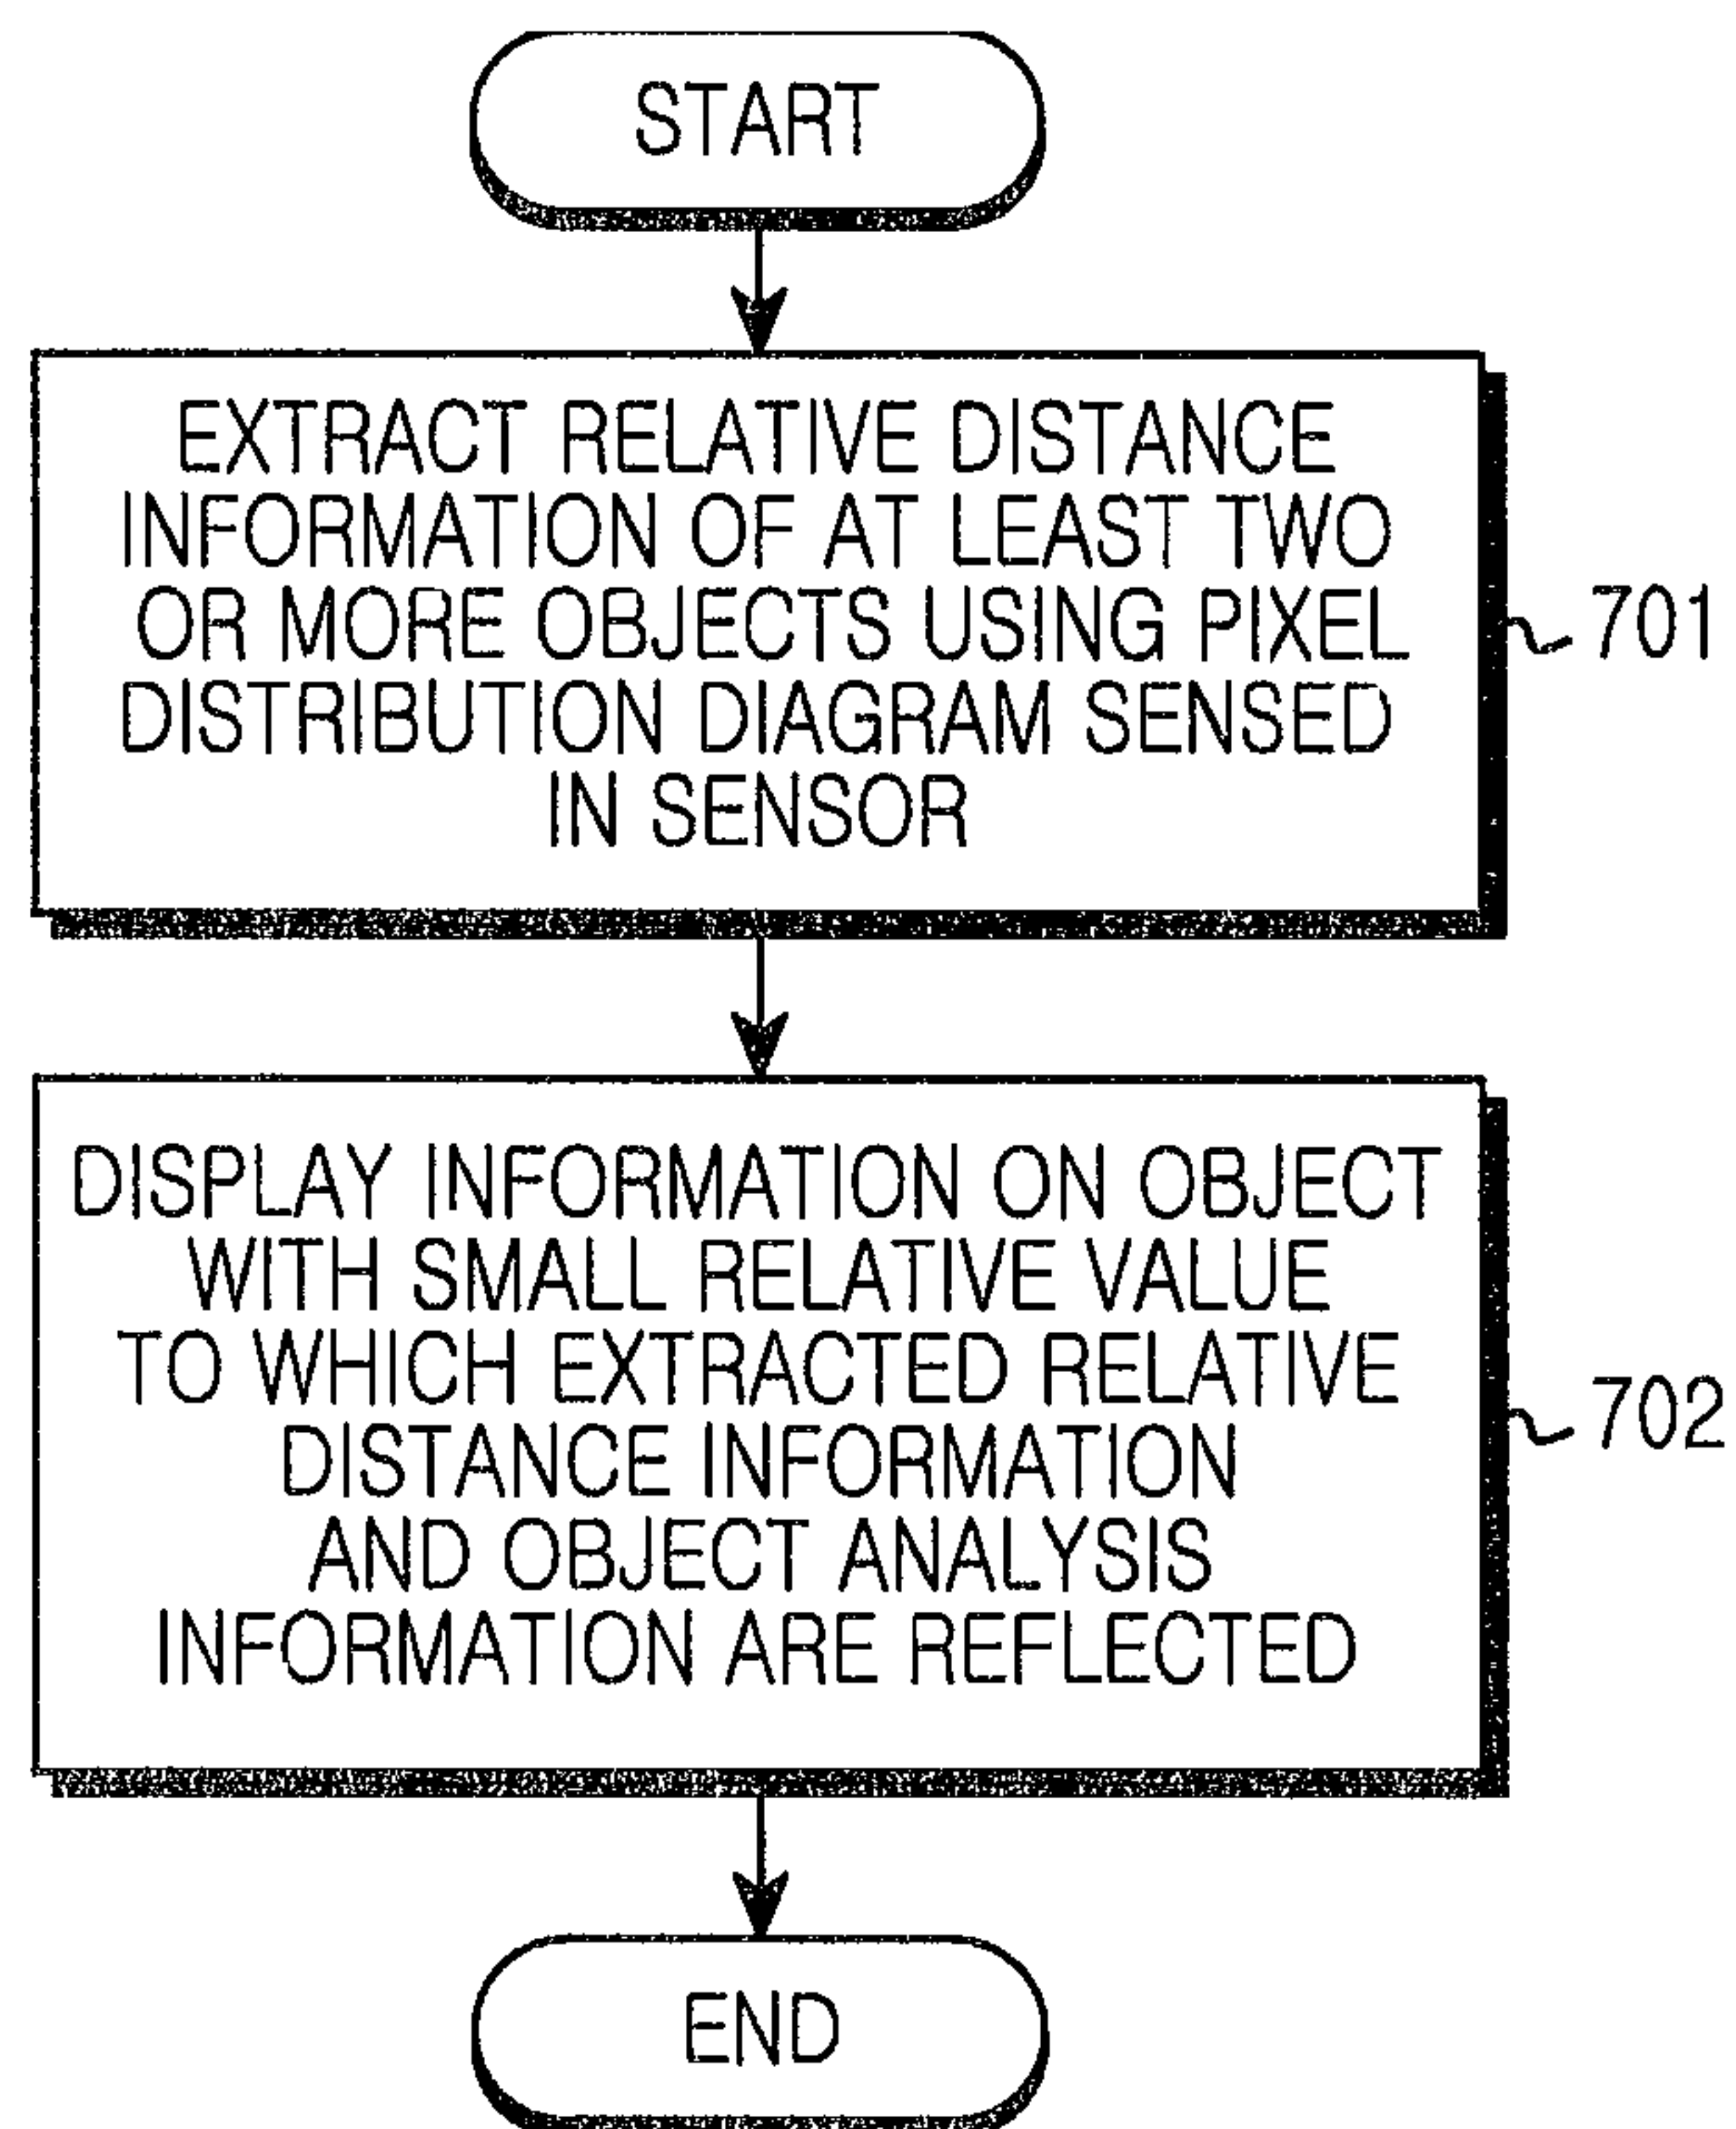 START
EXTRACT RELATIVE DISTANCE
INFORMATION OF AT LEAST TWO
OR MORE OBJECTS USING PIXEL
DISTRIBUTION DIAGRAM SENSED
IN SENSOR
701
DISPLAY INFORMATION ON OBJECT
WITH SMALL RELATIVE VALUE
TO WHICH EXTRACTED RELATIVE
DISTANCE INFORMATION
AND OBJECT ANALYSIS
INFORMATION ARE REFLECTED
702
END